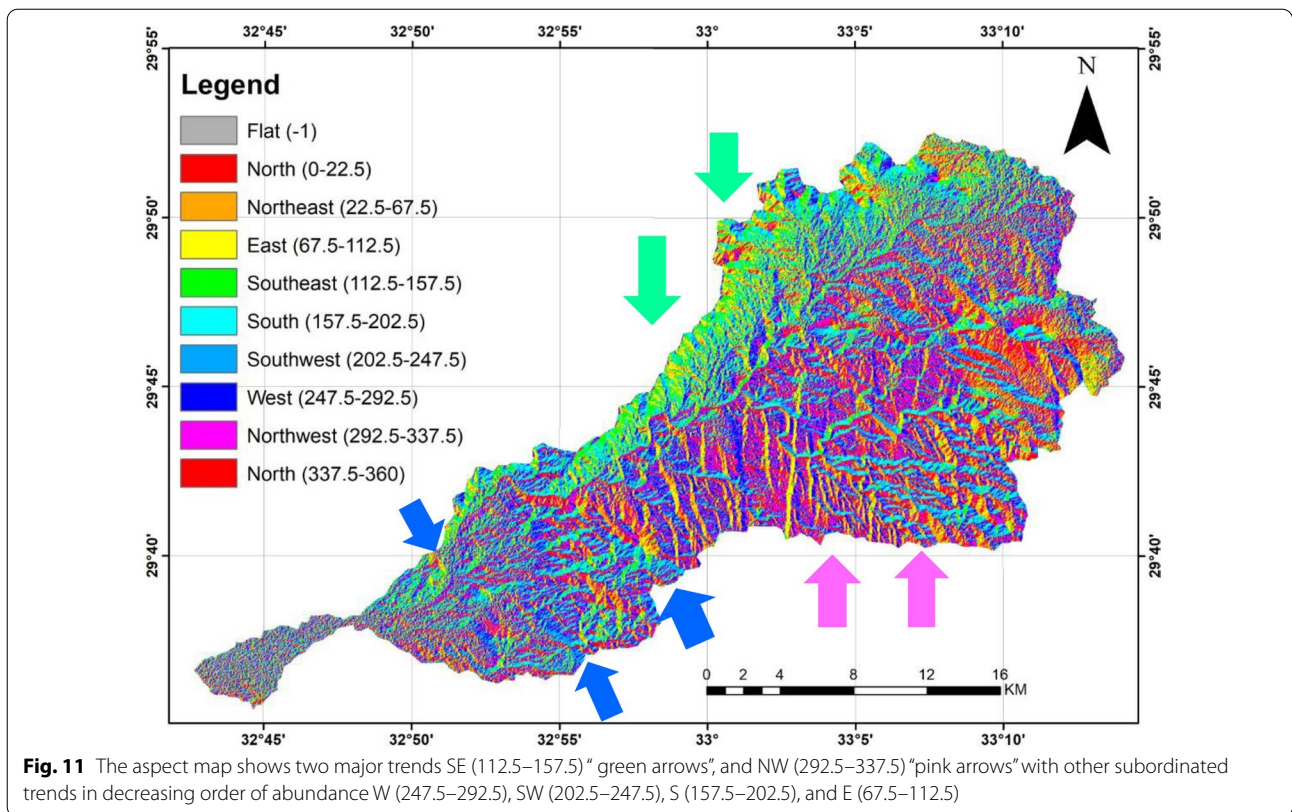 32°45' 32°50' 32°55' 33° 33°5' 33°10'
29°55' 29°55'
Legend
N
Flat (-1)
North (0-22.5)
Northeast (22.5-67.5)
East (67.5-112.5)
Southeast (112.5-157.5)
South (157.5-202.5)
Southwest (202.5-247.5)
West (247.5-292.5)
Northwest (292.5-337.5)
North (337.5-360)
29°50' 29°50'
29°45' 29°45'
29°40' 29°40'
0 1 2 4 8 12 16
KM
32°45' 32°50' 32°55' 33° 33°5' 33°10'
Fig. 11 The aspect map shows two major trends SE (112.5–157.5) “ green arrows”, and NW (292.5–337.5) “pink arrows” with other subordinated
trends in decreasing order of abundance W (247.5–292.5), SW (202.5–247.5), S (157.5–202.5), and E (67.5–112.5)